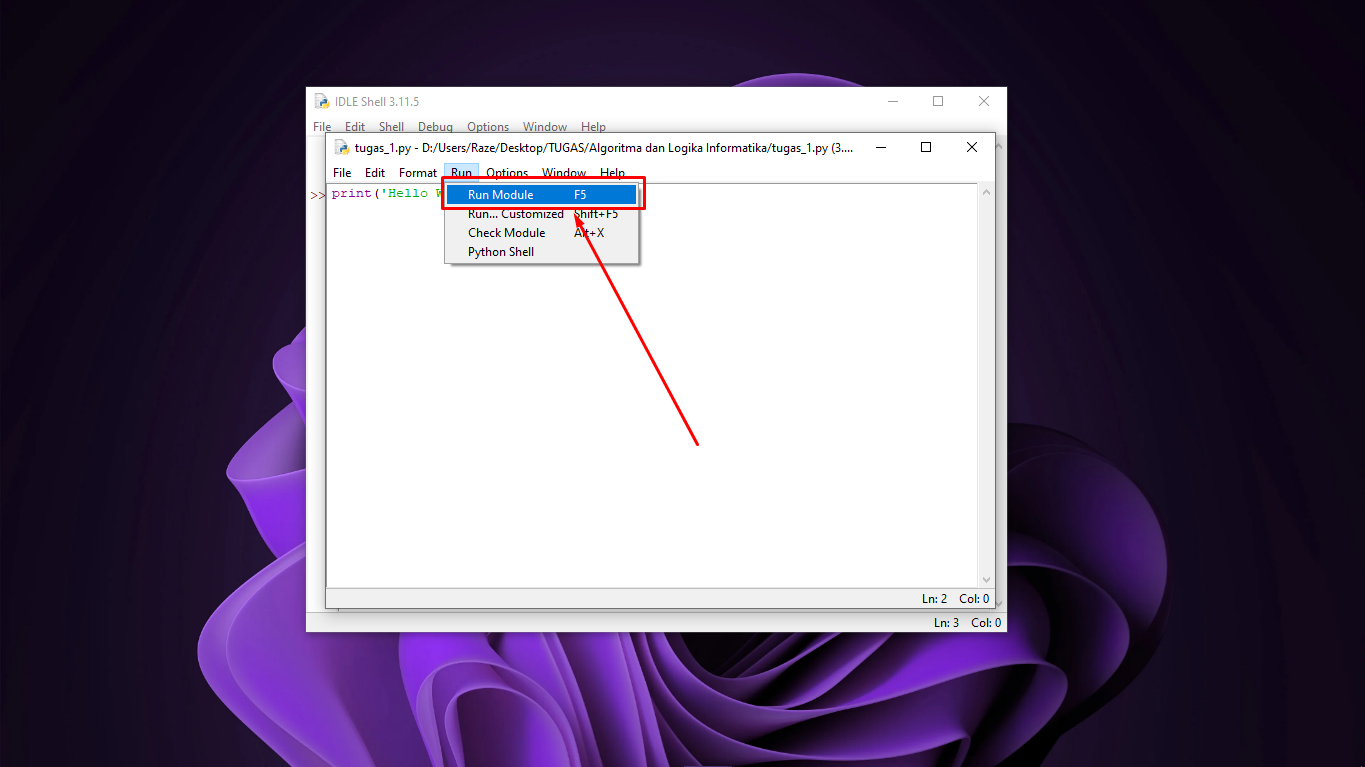 IDLE Shell 3.11.5
File Edit Shell Debug Options Window Help
tugas_1.py - D:/Users/Raze/Desktop/TUGAS/Algoritma dan Logika Informatika/tugas_1.py (3....
File Edit Format Run Options Window Help
>> print('Hello
Run Module F5
Run... Customized Shift+F5
Check Module Alt+X
Python Shell
Ln: 2 Col: 0
Ln: 3 Col: 0